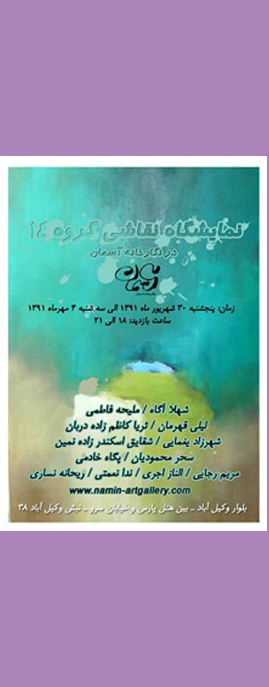 نمایشگاه نقاشی گروه ۱۴
در نگارخانه آسمان
زمان: پنجشنبه ۳۰ شهریور ماه ۱۳۹۱ الی سه شنبه ۴ مهرماه ۱۳۹۱
ساعت بازدید: ۱۸ الی ۲۱
شهلا آگاه / ملیحه فاطمی
لیلی قهرمان / ثریا کاظم زاده دربان
شهرزاد یغمایی / شقایق اسکندر زاده نمین
سحر محمودیان / پگاه خادمی
مریم رجایی / الناز اجری / ندا نعمتی / ریحانه نساری
www.namin-artgallery.com
بلوار وکیل آباد - بین هتل پارس و خیابان سرو - نبش وکیل آباد ۳۸